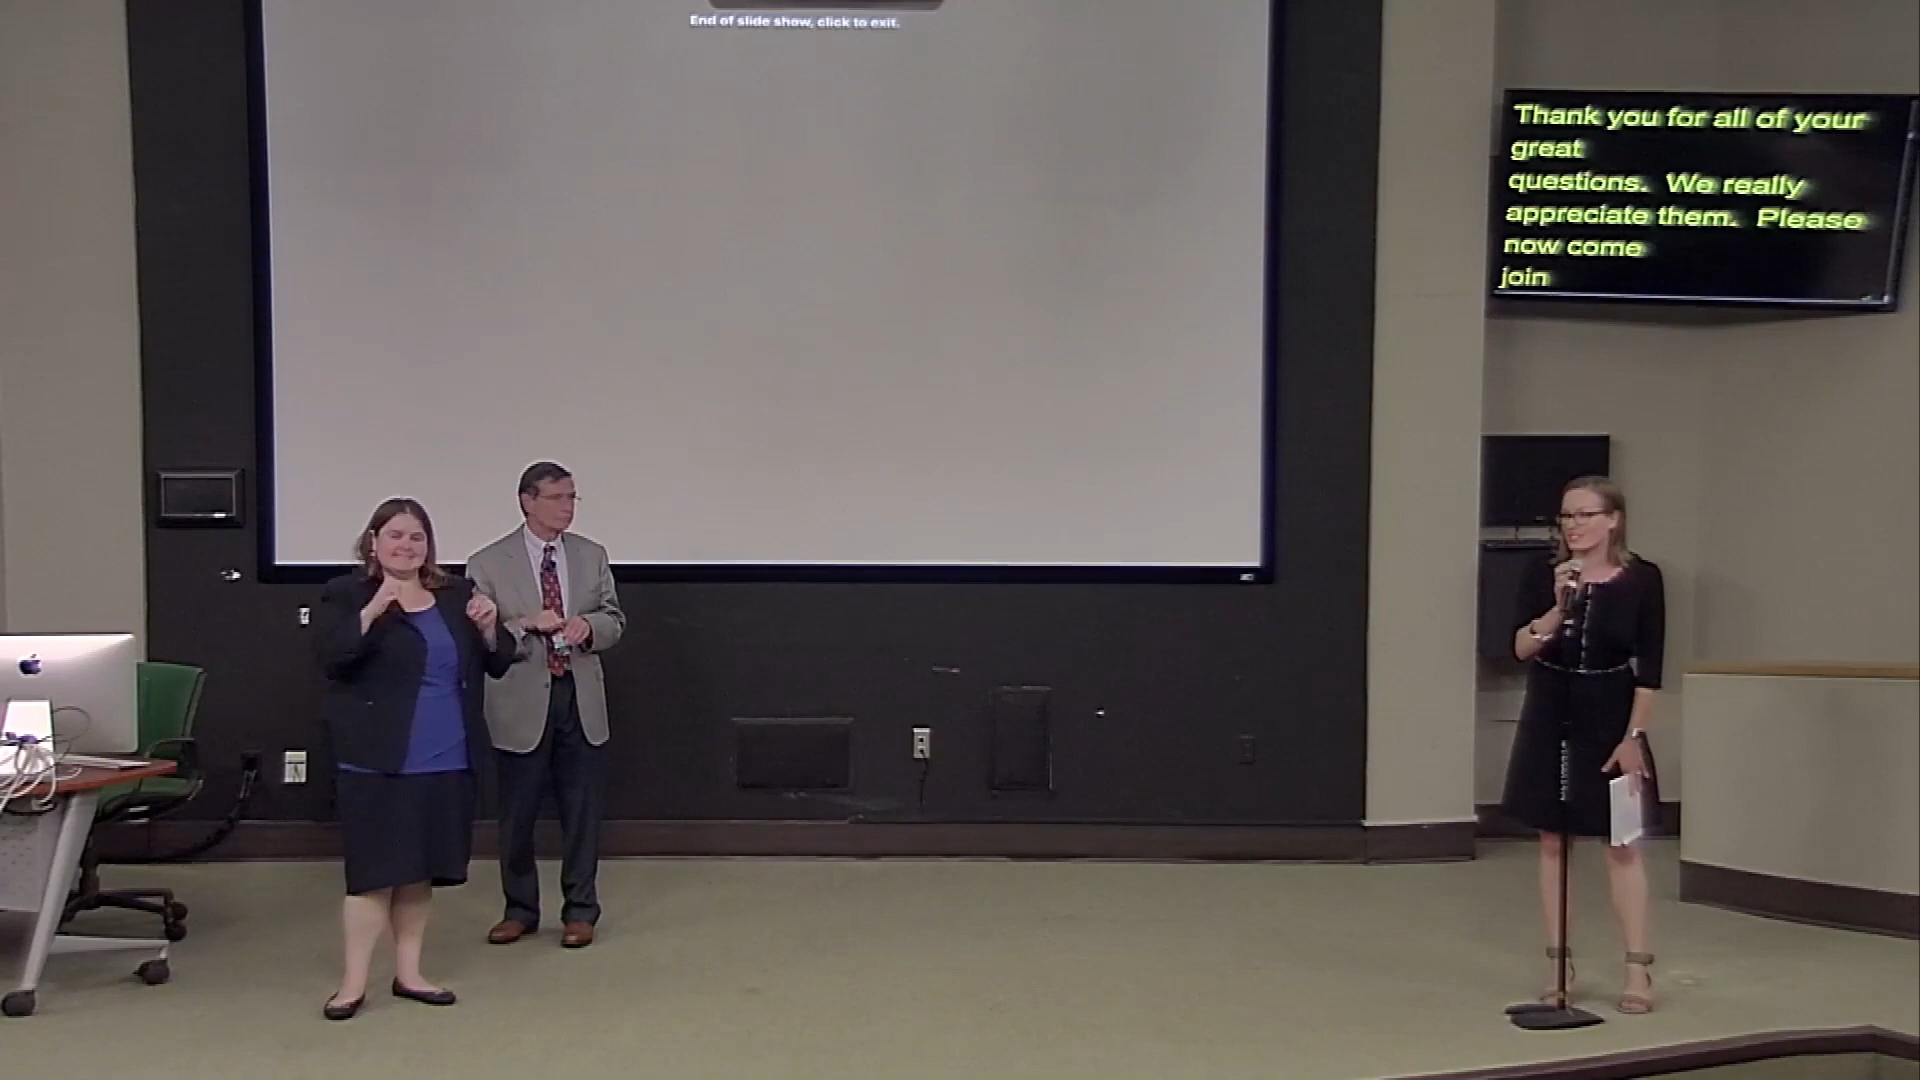 End of slide show, click to exit.
Thank you for all of your
great
questions. We really
appreciate them. Please
now come
join